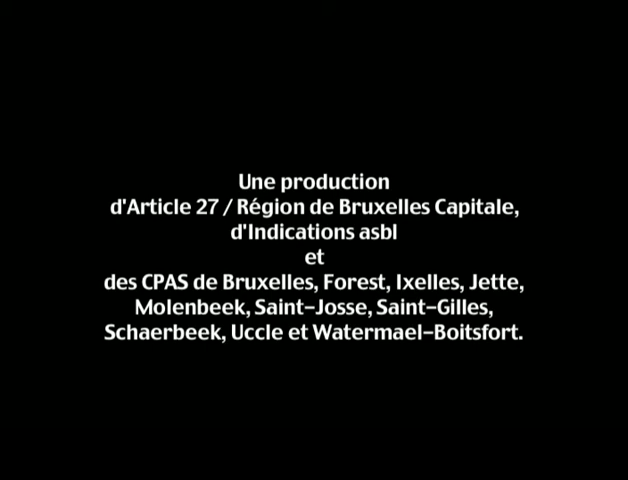 Une production
d'Article 27 / Région de Bruxelles Capitale,
d'Indications asbl
et
des CPAS de Bruxelles, Forest, Ixelles, Jette,
Molenbeek, Saint-Josse, Saint-Gilles,
Schaerbeek, Uccle et Watermael-Boitsfort.